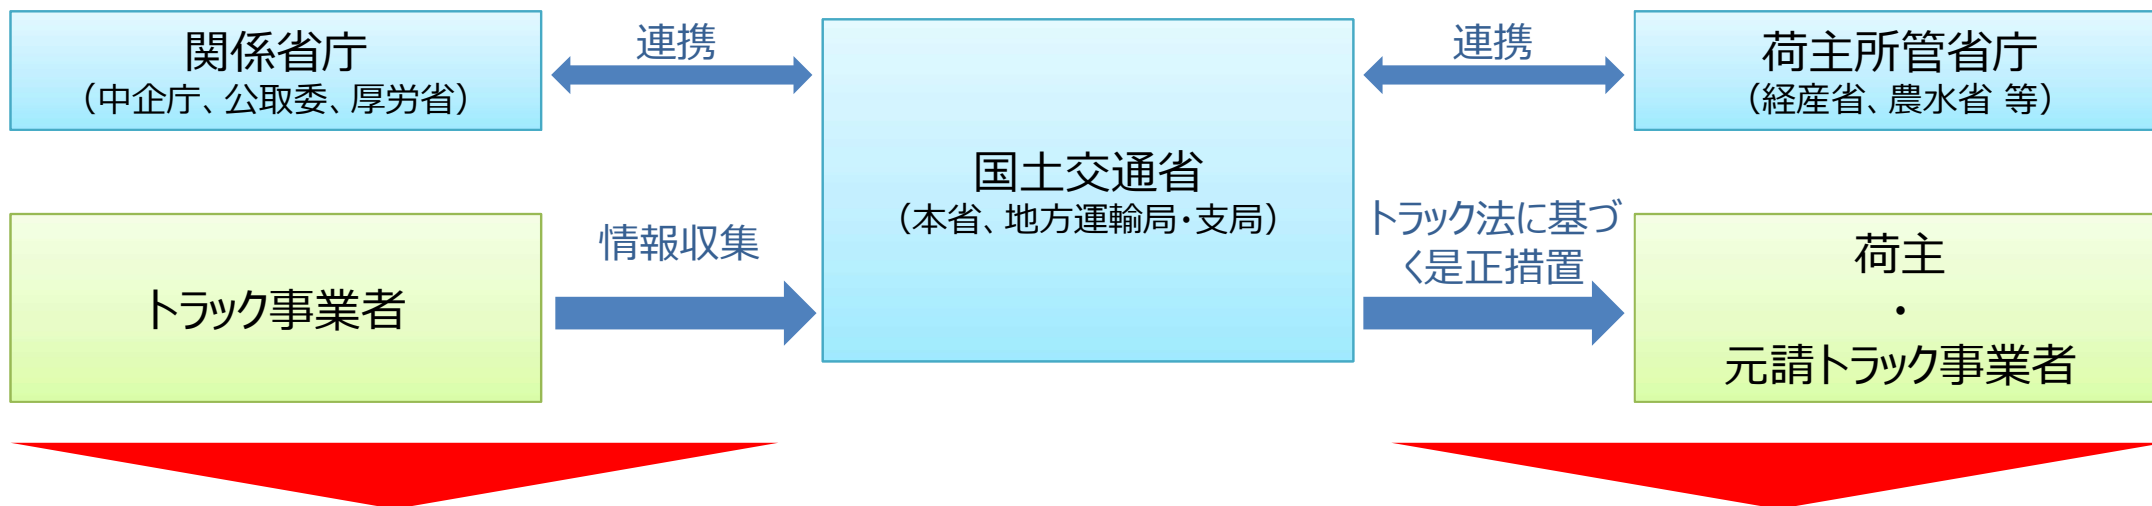 関係省庁
（中企庁、公取委、厚労省）
連携
国土交通省
（本省、地方運輸局・支局）
連携
荷主所管省庁
（経産省、農水省 等）
トラック事業者
情報収集
トラック法に基づ
く是正措置
荷主
・
元請トラック事業者